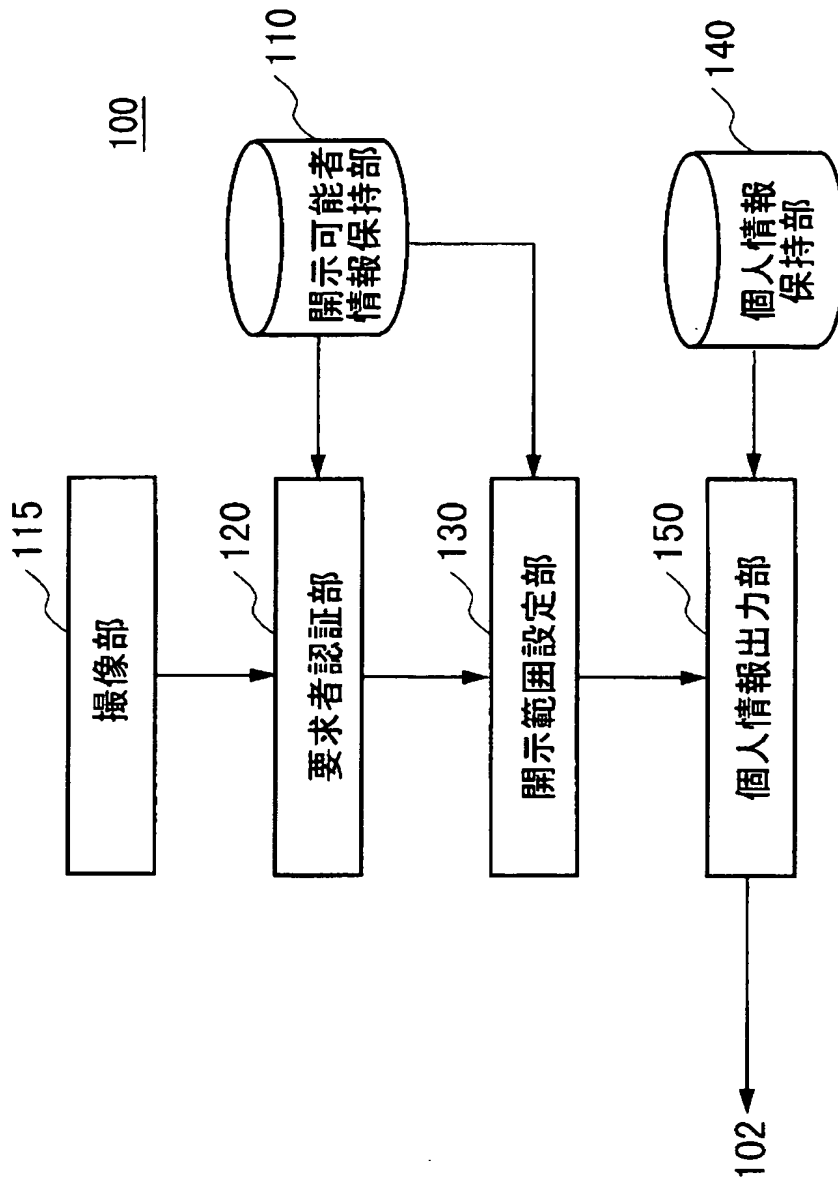 100
115
撮像部
120
要求者認証部
110
開示可能者
情報保持部
130
開示範囲設定部
140
個人情報
保持部
150
個人情報出力部
102